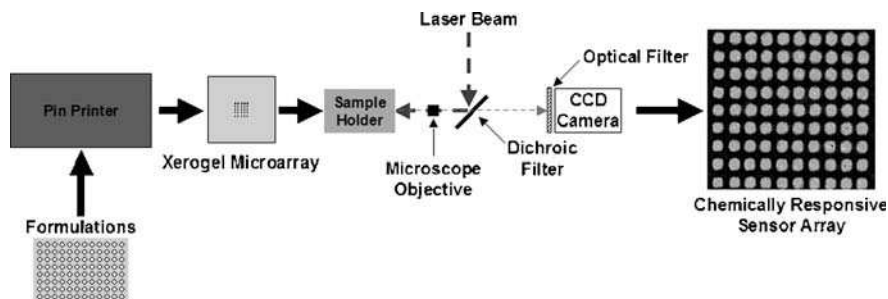 Laser Beam
Optical Filter
Pin Printer
Sample
Holder
CCD
Camera
Xerogel Microarray
Microscope
Objective
Dichroic
Filter
Formulations
Chemically Responsive
Sensor Array